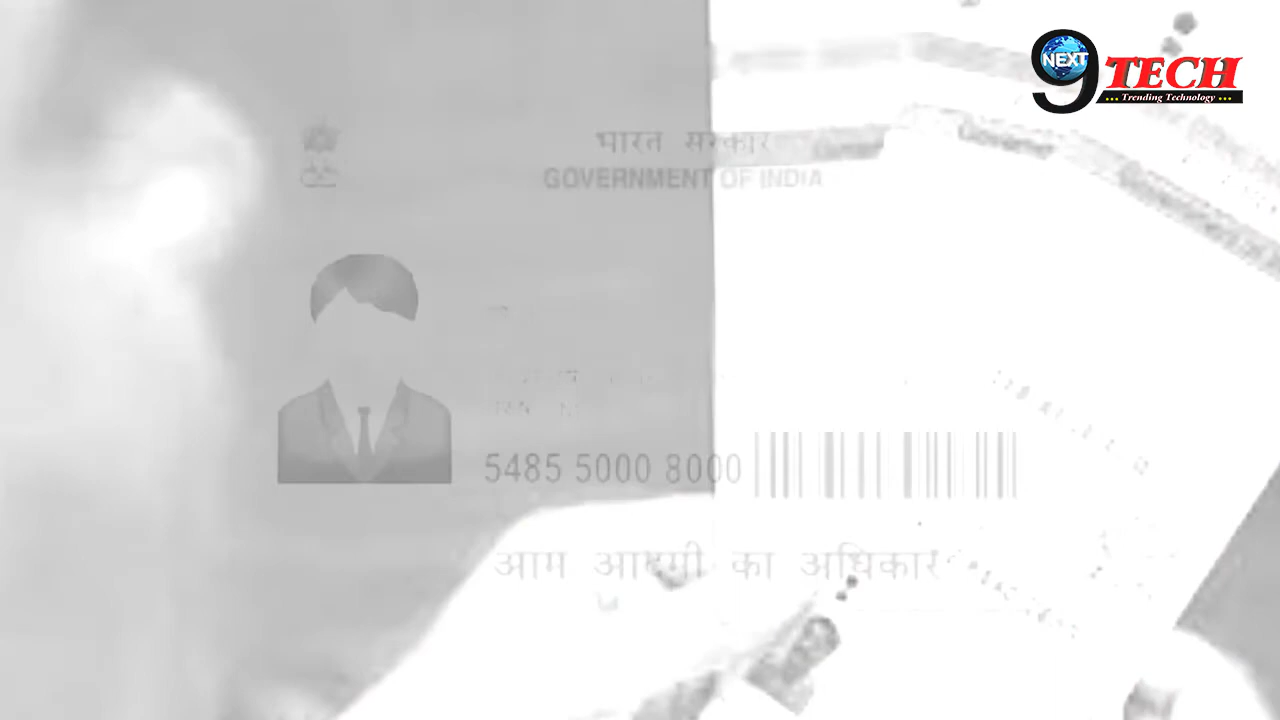 NEXT
9 TECH
... Trending Technology ...
भारत सरकार
GOVERNMENT OF INDIA
5485 5000 8000
आम आदमी का अधिकार